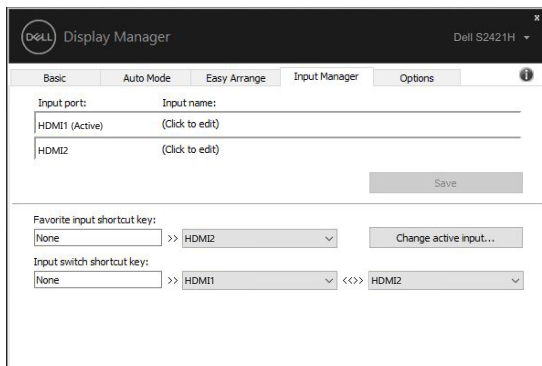 x
DELL Display Manager Dell S2421H
Basic Auto Mode Easy Arrange Input Manager Options i
Input port: Input name:
HDMI1 (Active) (Click to edit)
HDMI2 (Click to edit)
Save
Favorite input shortcut key:
None >> HDMI2 Change active input...
Input switch shortcut key:
None >> HDMI1 <<>> HDMI2